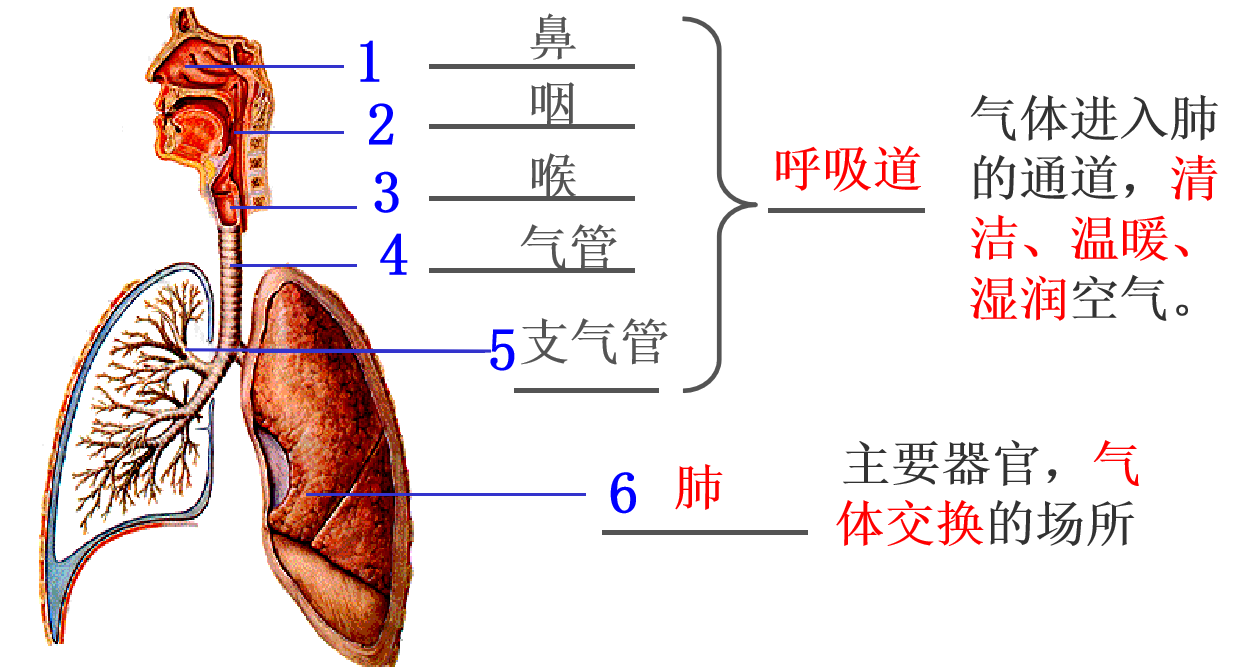 1 鼻
2 咽
3 喉
4 气管
5 支气管
呼吸道
气体进入肺
的通道，清
洁、温暖、
湿润空气。
6 肺
主要器官，气
体交换的场所